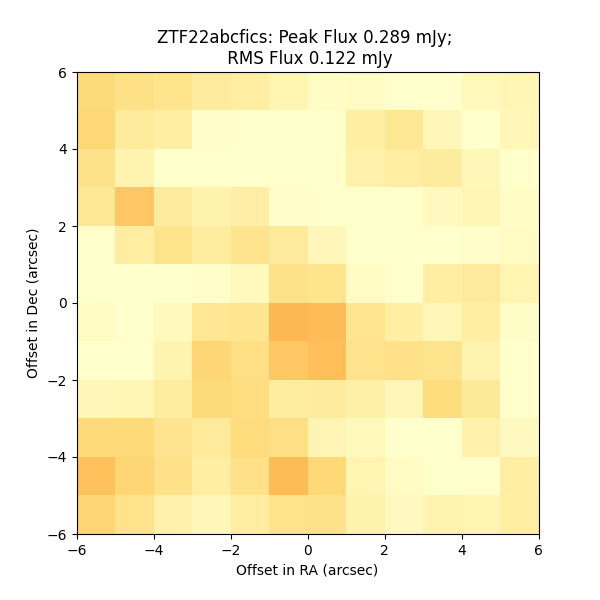 ZTF22abcfics: Peak Flux 0.289 mJy;
RMS Flux 0.122 mJy
6
4
2
0
−2
−4
−6
Offset in Dec (arcsec)
−6 −4 −2 0 2 4 6
Offset in RA (arcsec)